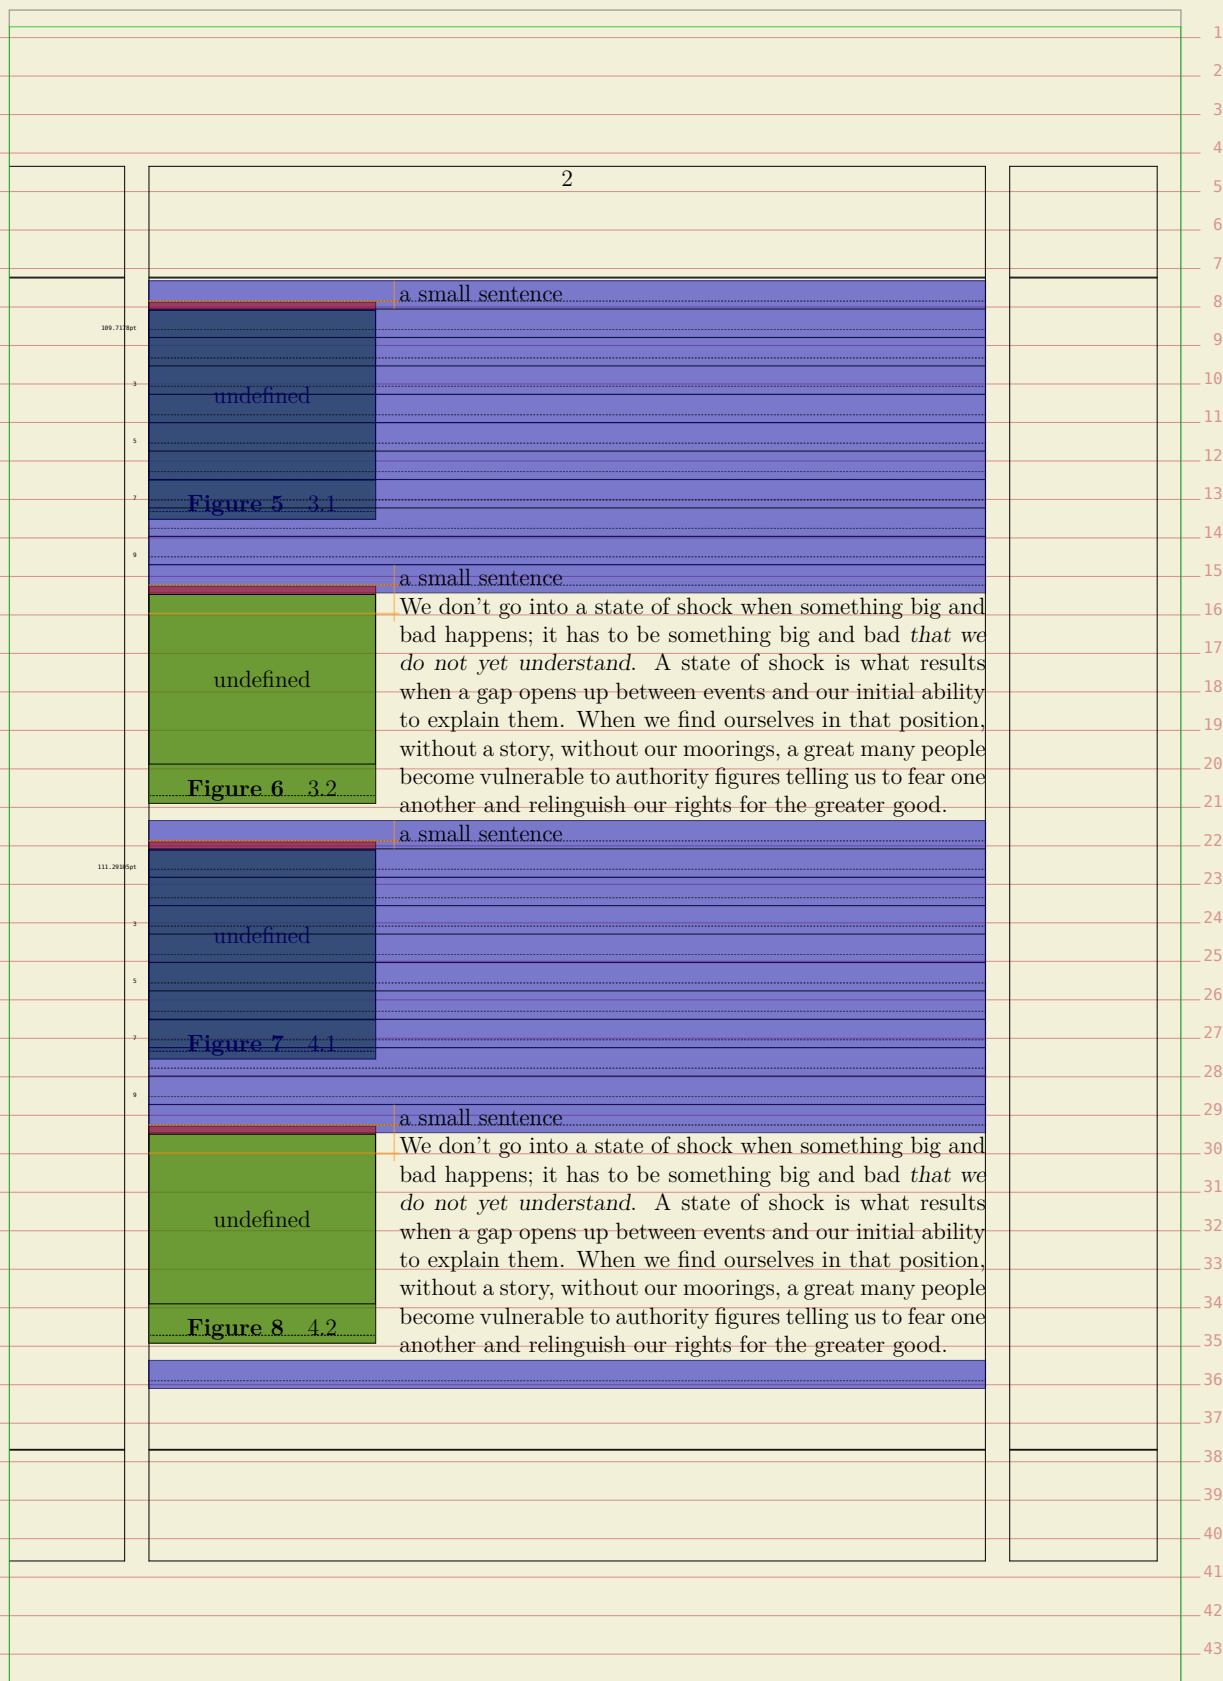 1
2
3
4
2
5
6
7
a small sentence
8
109.7178pt
9
3
10
undefined
11
5
12
7
Figure 5 3.1
13
14
9
15
a small sentence
We don't go into a state of shock when something big and
16
bad happens; it has to be something big and bad that we
17
do not yet understand. A state of shock is what results
undefined
18
when a gap opens up between events and our initial ability
19
to explain them. When we find ourselves in that position,
without a story, without our moorings, a great many people
20
become vulnerable to authority figures telling us to fear one
Figure 6 3.2
21
another and relinguish our rights for the greater good.
22
a small sentence
111.29105pt
23
3
24
undefined
25
5
26
7
27
Figure 7 4.1
28
9
29
a small sentence
We don't go into a state of shock when something big and
30
bad happens; it has to be something big and bad that we
31
do not yet understand. A state of shock is what results
undefined
32
when a gap opens up between events and our initial ability
33
to explain them. When we find ourselves in that position,
without a story, without our moorings, a great many people
34
become vulnerable to authority figures telling us to fear one
Figure 8 4.2
35
another and relinguish our rights for the greater good.
36
37
38
39
40
41
42
43